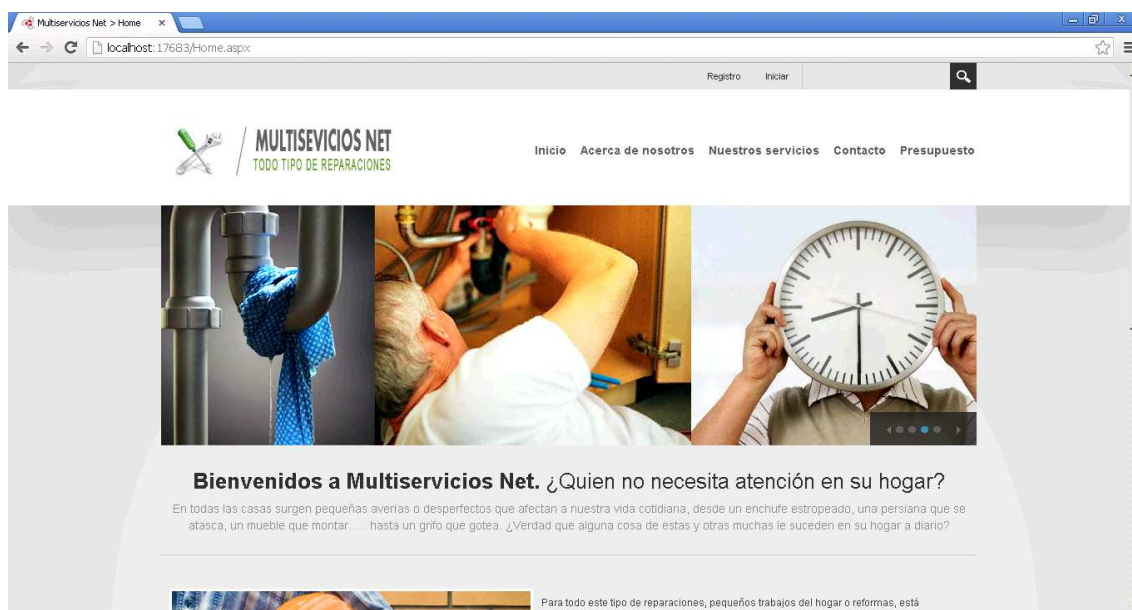 Multiservicios Net > Home
localhost:17683/Home.aspx
Registro Iniciar
MULTISEVICIOS NET
TODO TIPO DE REPARACIONES
Inicio Acerca de nosotros Nuestros servicios Contacto Presupuesto
Bienvenidos a Multiservicios Net. ¿Quien no necesita atención en su hogar?
En todas las casas surgen pequeñas averias o desperfectos que afectan a nuestra vida cotidiana, desde un enchufe estropeado, una persiana que se
atasca, un mueble que montar..... hasta un grifo que gotea. ¿Verdad que alguna cosa de estas y otras muchas le suceden en su hogar a diario?
Para todo este tipo de reparaciones, pequeños trabajos del hogar o reformas, está